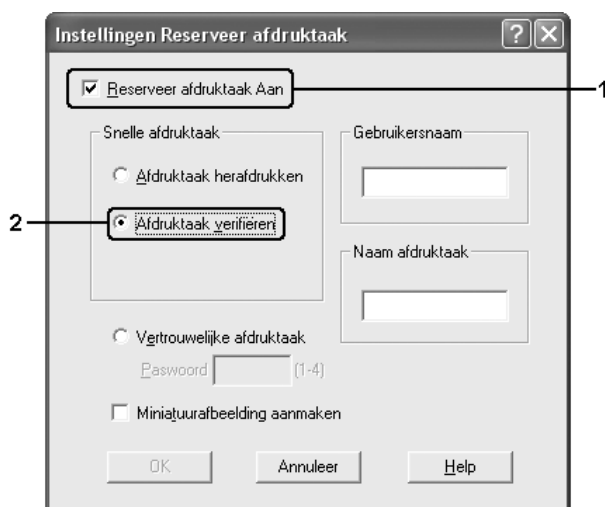 Instellingen Reserveer afdruktaak
Reserveer afdruktaak Aan
1
Snelle afdruktaak
Afdruktaak herafdrukken
2
Afdruktaak verifiëren
Gebruikersnaam
Naam afdruktaak
Vertrouwelijke afdruktaak
Paswoord (1-4)
Miniatuurafbeelding aanmaken
OK Annuleer Help